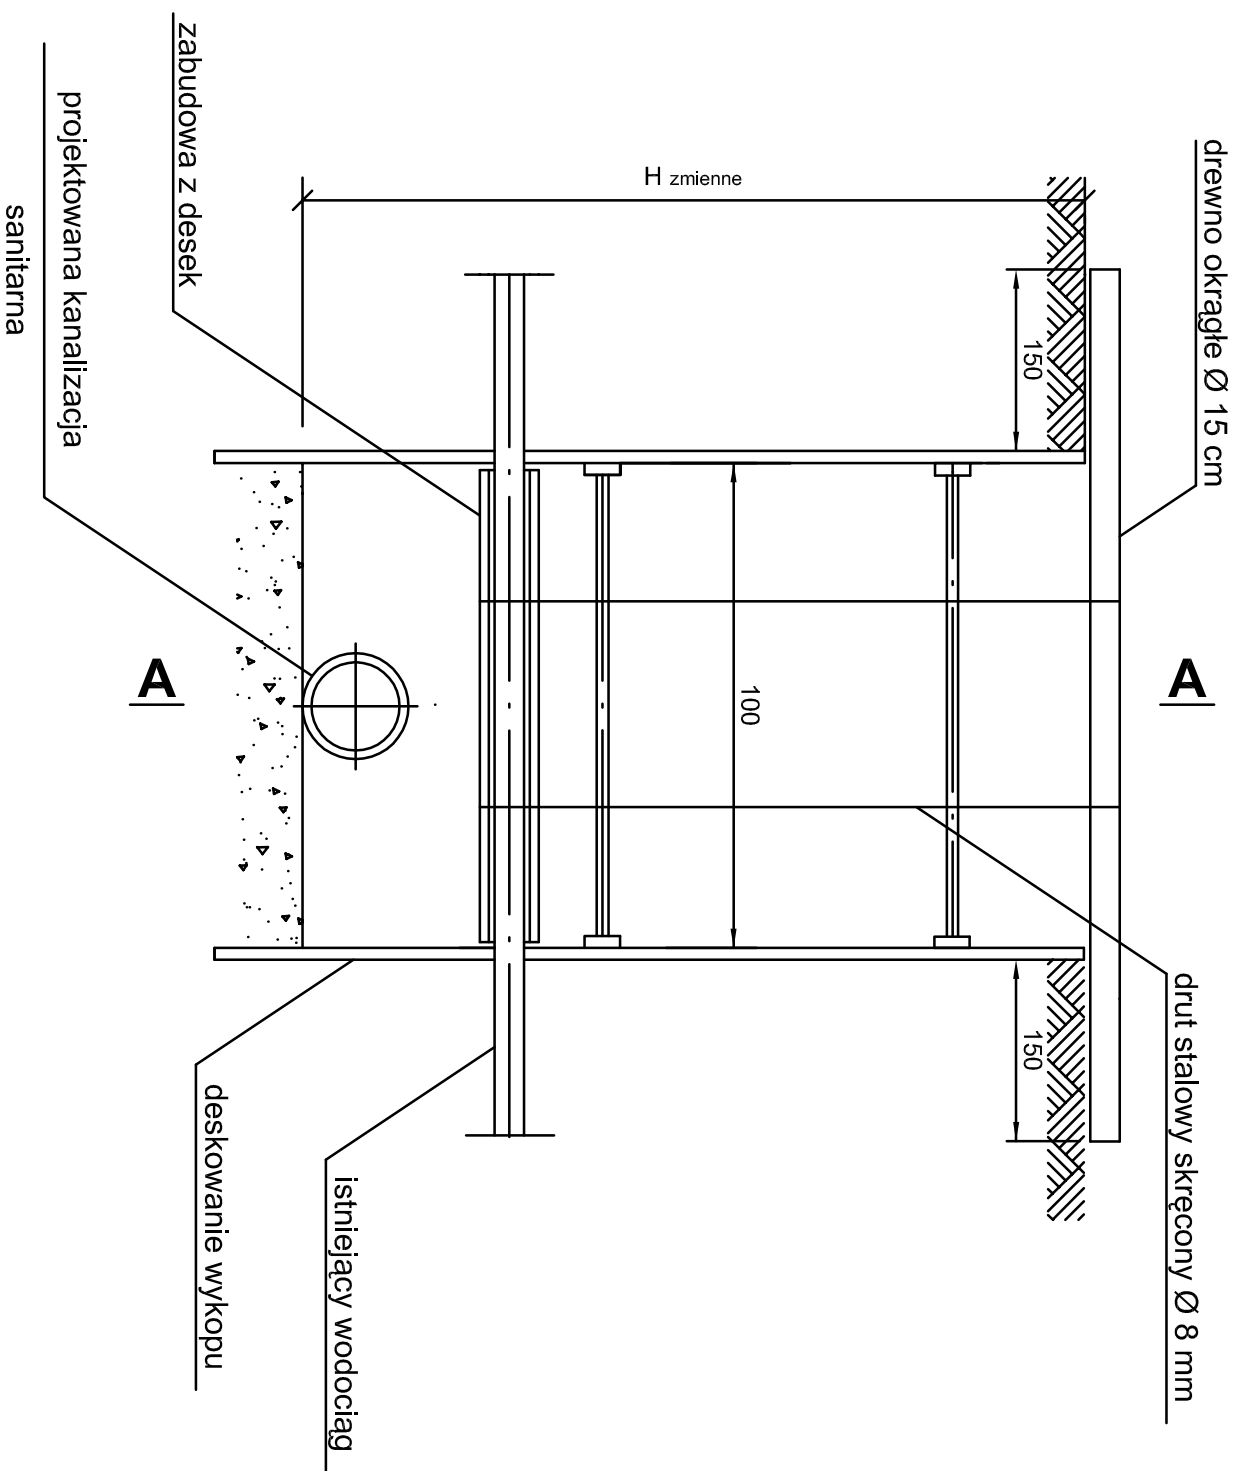 drewno okrągłe Ø 15 cm
drut stalowy skręcony Ø 8 mm
A
150
150
100
H zmienne
istniejący wodociąg
deskowanie wykopu
zabudowa z desek
A
projektowana kanalizacja
sanitarna